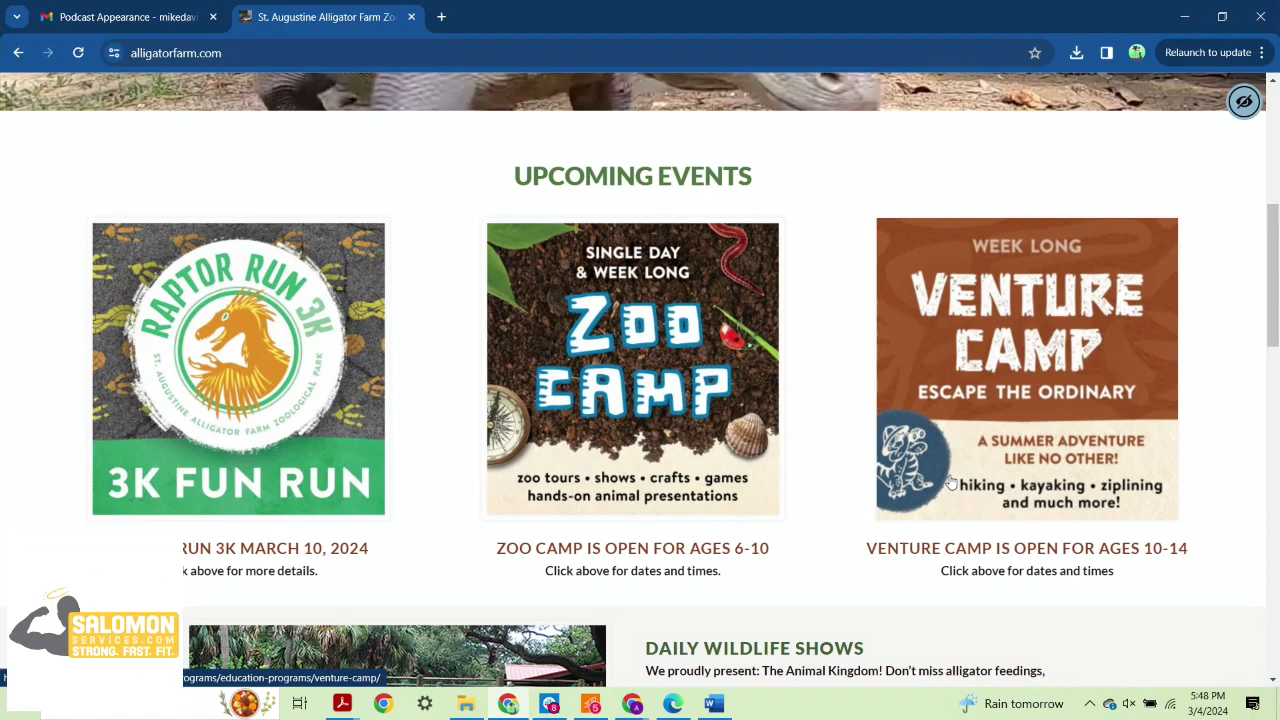 Podcast Appearance - mikedavi
St. Augustine Alligator Farm Zo
alligatorfarm.com
Relaunch to update
UPCOMING EVENTS
RAPTOR RUN 3K
ST. AUGUSTINE ALLIGATOR FARM ZOOLOGICAL PARK
3K FUN RUN
SINGLE DAY
& WEEK LONG
ZOO
CAMP
zoo tours • shows • crafts • games
hands-on animal presentations
WEEK LONG
VENTURE
CAMP
ESCAPE THE ORDINARY
A SUMMER ADVENTURE
LIKE NO OTHER!
hiking • kayaking • ziplining
and much more!
RUN 3K MARCH 10, 2024
k above for more details.
ZOO CAMP IS OPEN FOR AGES 6-10
Click above for dates and times.
VENTURE CAMP IS OPEN FOR AGES 10-14
Click above for dates and times
SALOMON
SERVICES.COM
STRONG. FAST. FIT.
DAILY WILDLIFE SHOWS
We proudly present: The Animal Kingdom! Don't miss alligator feedings,
ograms/education-programs/venture-camp/
Rain tomorrow
5:48 PM
3/4/2024